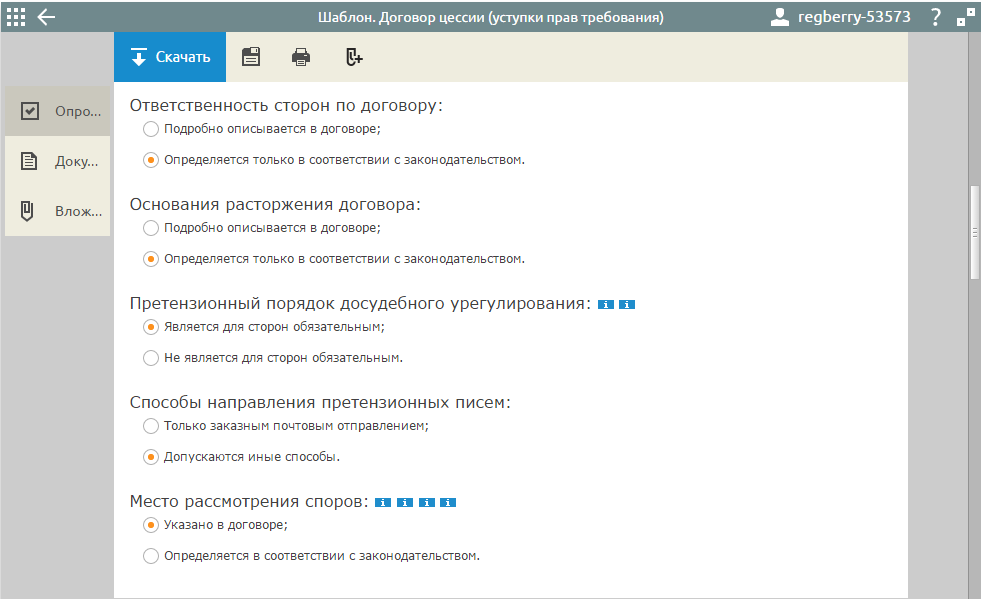 Шаблон. Договор цессии (уступки прав требования)
regberry-53573
?
Скачать
Опро...
Доку...
Влож...
Ответственность сторон по договору:
Подробно описывается в договоре;
Определяется только в соответствии с законодательством.
Основания расторжения договора:
Подробно описывается в договоре;
Определяется только в соответствии с законодательством.
Претензионный порядок досудебного урегулирования: i i
Является для сторон обязательным;
Не является для сторон обязательным.
Способы направления претензионных писем:
Только заказным почтовым отправлением;
Допускаются иные способы.
Место рассмотрения споров: i i i i
Указано в договоре;
Определяется в соответствии с законодательством.